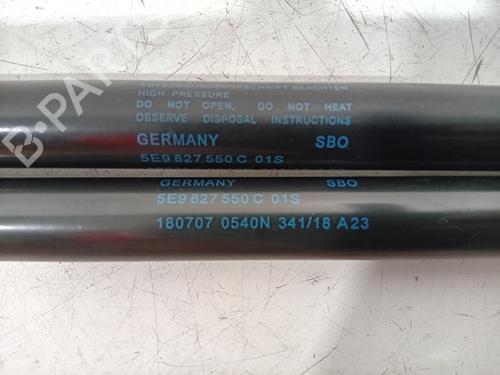 ENTSORGUNGSVORSCHRIFT BEACHTEN
HIGH PRESSURE
DO NOT OPEN, DO NOT HEAT
OBSERVE DISPOSAL INSTRUCTIONS
GERMANY SBO
5E9 827 550 C 01S
GERMANY SBO
5E9 827 550 C 01S
180707 0540N 341/18 A23
B-PARTS